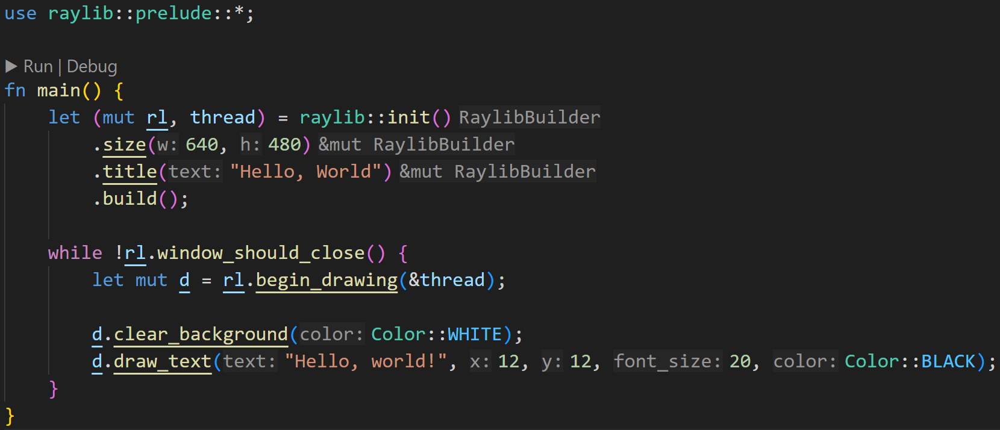 use raylib::prelude::*;
▶ Run | Debug
fn main() {
    let (mut rl, thread) = raylib::init() RaylibBuilder
        .size(w: 640, h: 480) &mut RaylibBuilder
        .title(text: "Hello, World") &mut RaylibBuilder
        .build();
    while !rl.window_should_close() {
        let mut d = rl.begin_drawing(&thread);
        d.clear_background(color: Color::WHITE);
        d.draw_text(text: "Hello, world!", x: 12, y: 12, font_size: 20, color: Color::BLACK);
    }
}